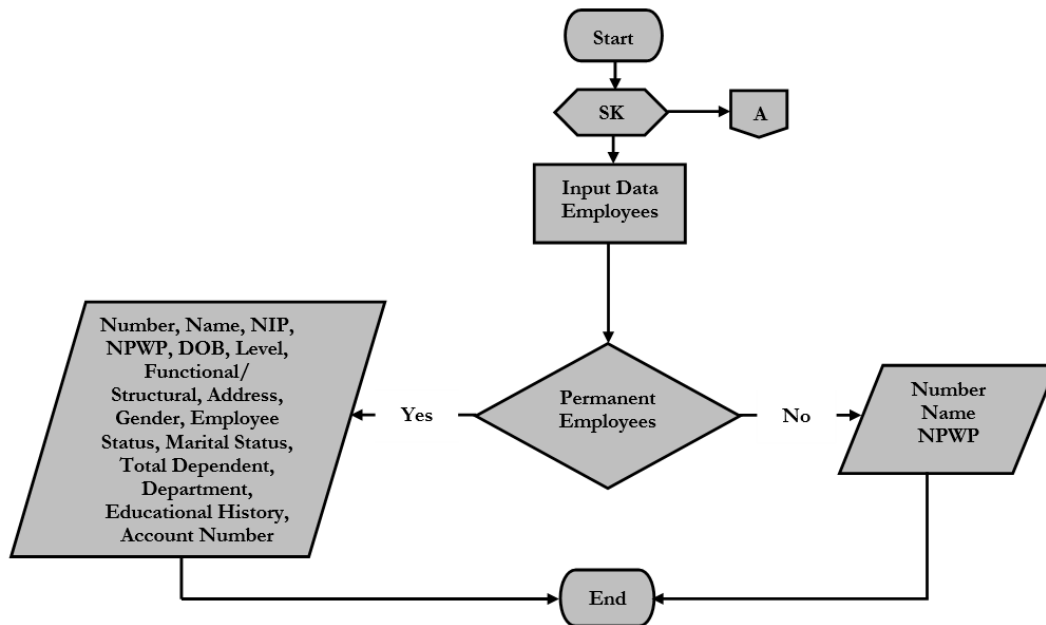 Start
SK
A
Input Data
Employees
Number, Name, NIP,
NPWP, DOB, Level,
Functional/
Structural, Address,
Gender, Employee
Status, Marital Status,
Total Dependent,
Department,
Educational History,
Account Number
Yes
Permanent
Employees
No
Number
Name
NPWP
End